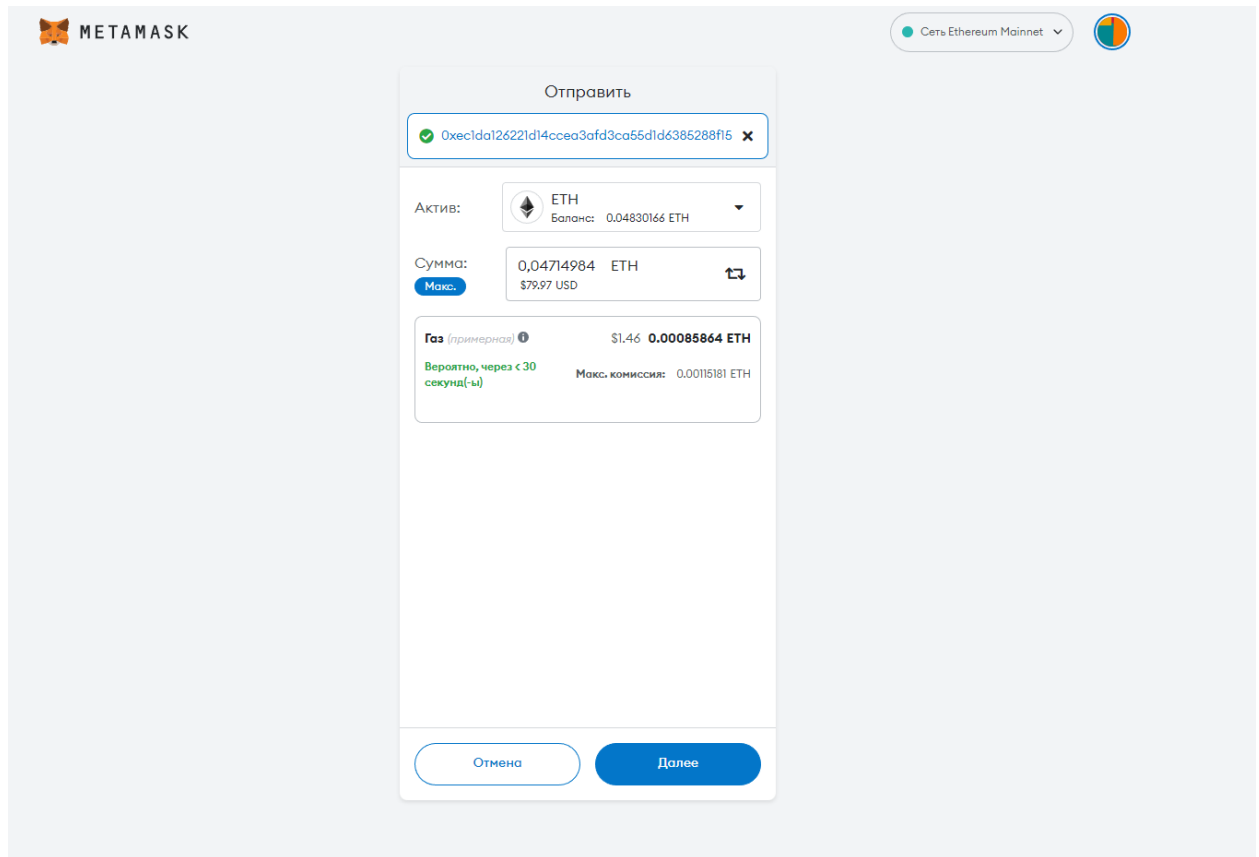 METAMASK
Сеть Ethereum Mainnet
Отправить
0xec1da126221d14ccea3afd3ca55d1d6385288f15
Актив:
ETH
Баланс: 0.04830166 ETH
Сумма:
Макс.
0,04714984 ETH
$79.97 USD
Газ (примерная) $1.46 0.00085864 ETH
Вероятно, через < 30
секунд(-ы)
Макс. комиссия: 0.00115181 ETH
Отмена
Далее